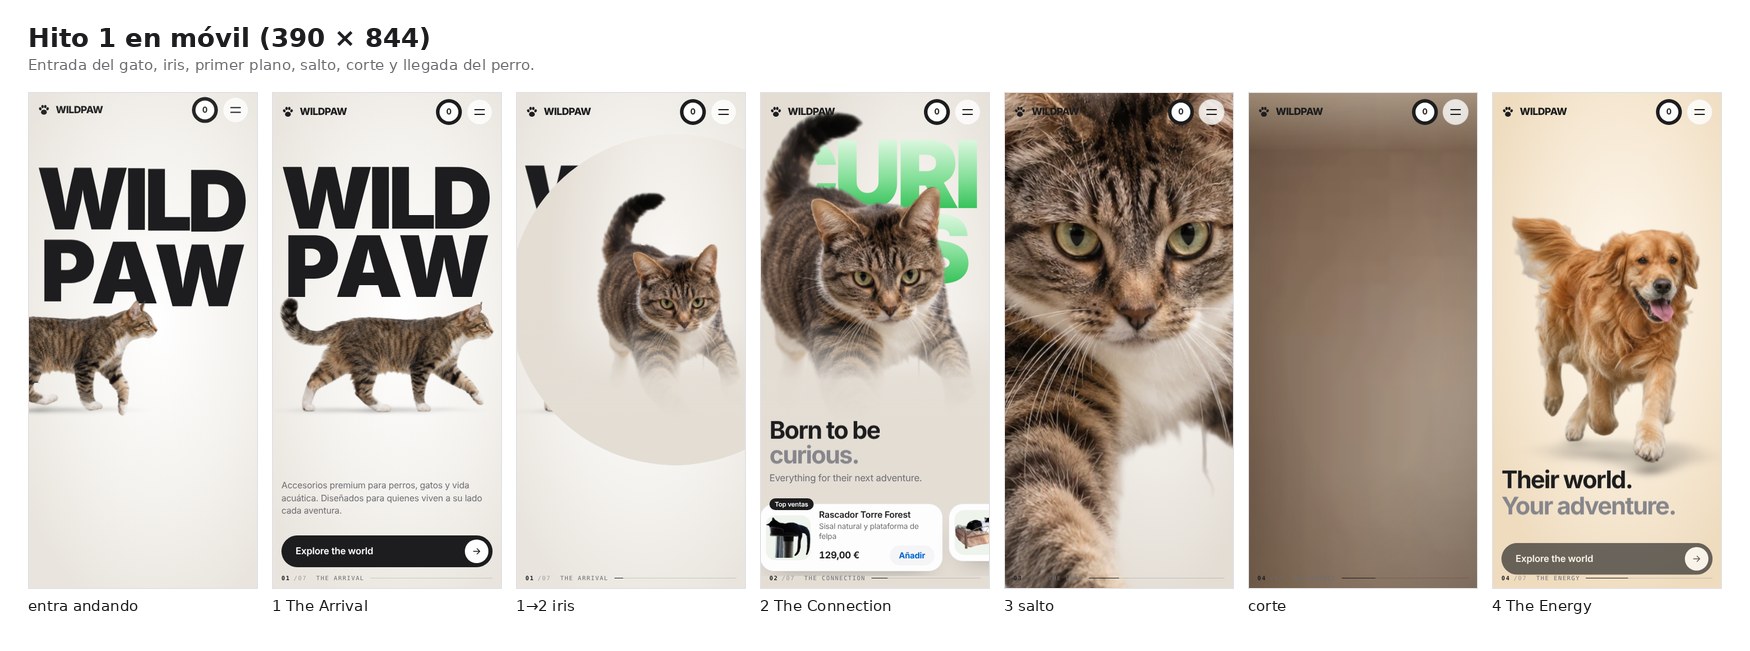 Hito 1 en móvil (390 × 844)
Entrada del gato, iris, primer plano, salto, corte y llegada del perro.
WILDPAW
0
WILD
PAW
entra andando
WILDPAW
0
WILD
PAW
Accesorios premium para perros, gatos y vida
acuática. Diseñados para quienes viven a su lado
cada aventura.
Explore the world
01 /07 THE ARRIVAL
1 The Arrival
WILDPAW
0
W
01 /07 THE ARRIVAL
1→2 iris
WILDPAW
0
CURI
S
Born to be
curious.
Everything for their next adventure.
Top ventas
Rascador Torre Forest
Sisal natural y plataforma de
felpa
129,00 €
Añadir
02 /07 THE CONNECTION
2 The Connection
WILDPAW
0
03
3 salto
WILDPAW
0
04
corte
WILDPAW
0
Their world.
Your adventure.
Explore the world
04 /07 THE ENERGY
4 The Energy